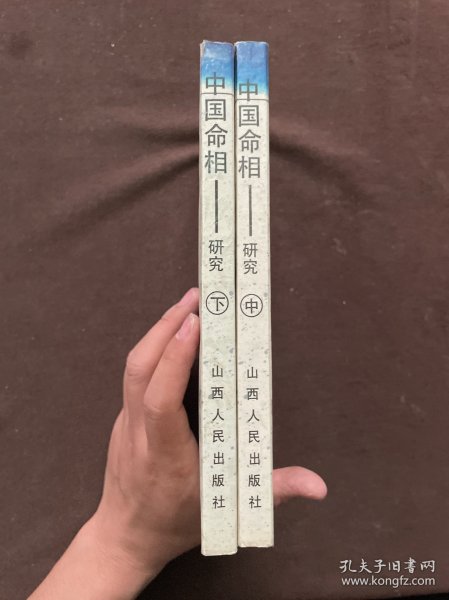 中国命相——研究
下
山西人民出版社
中国命相——研究
中
山西人民出版社
孔夫子旧书网
www.kongfz.com